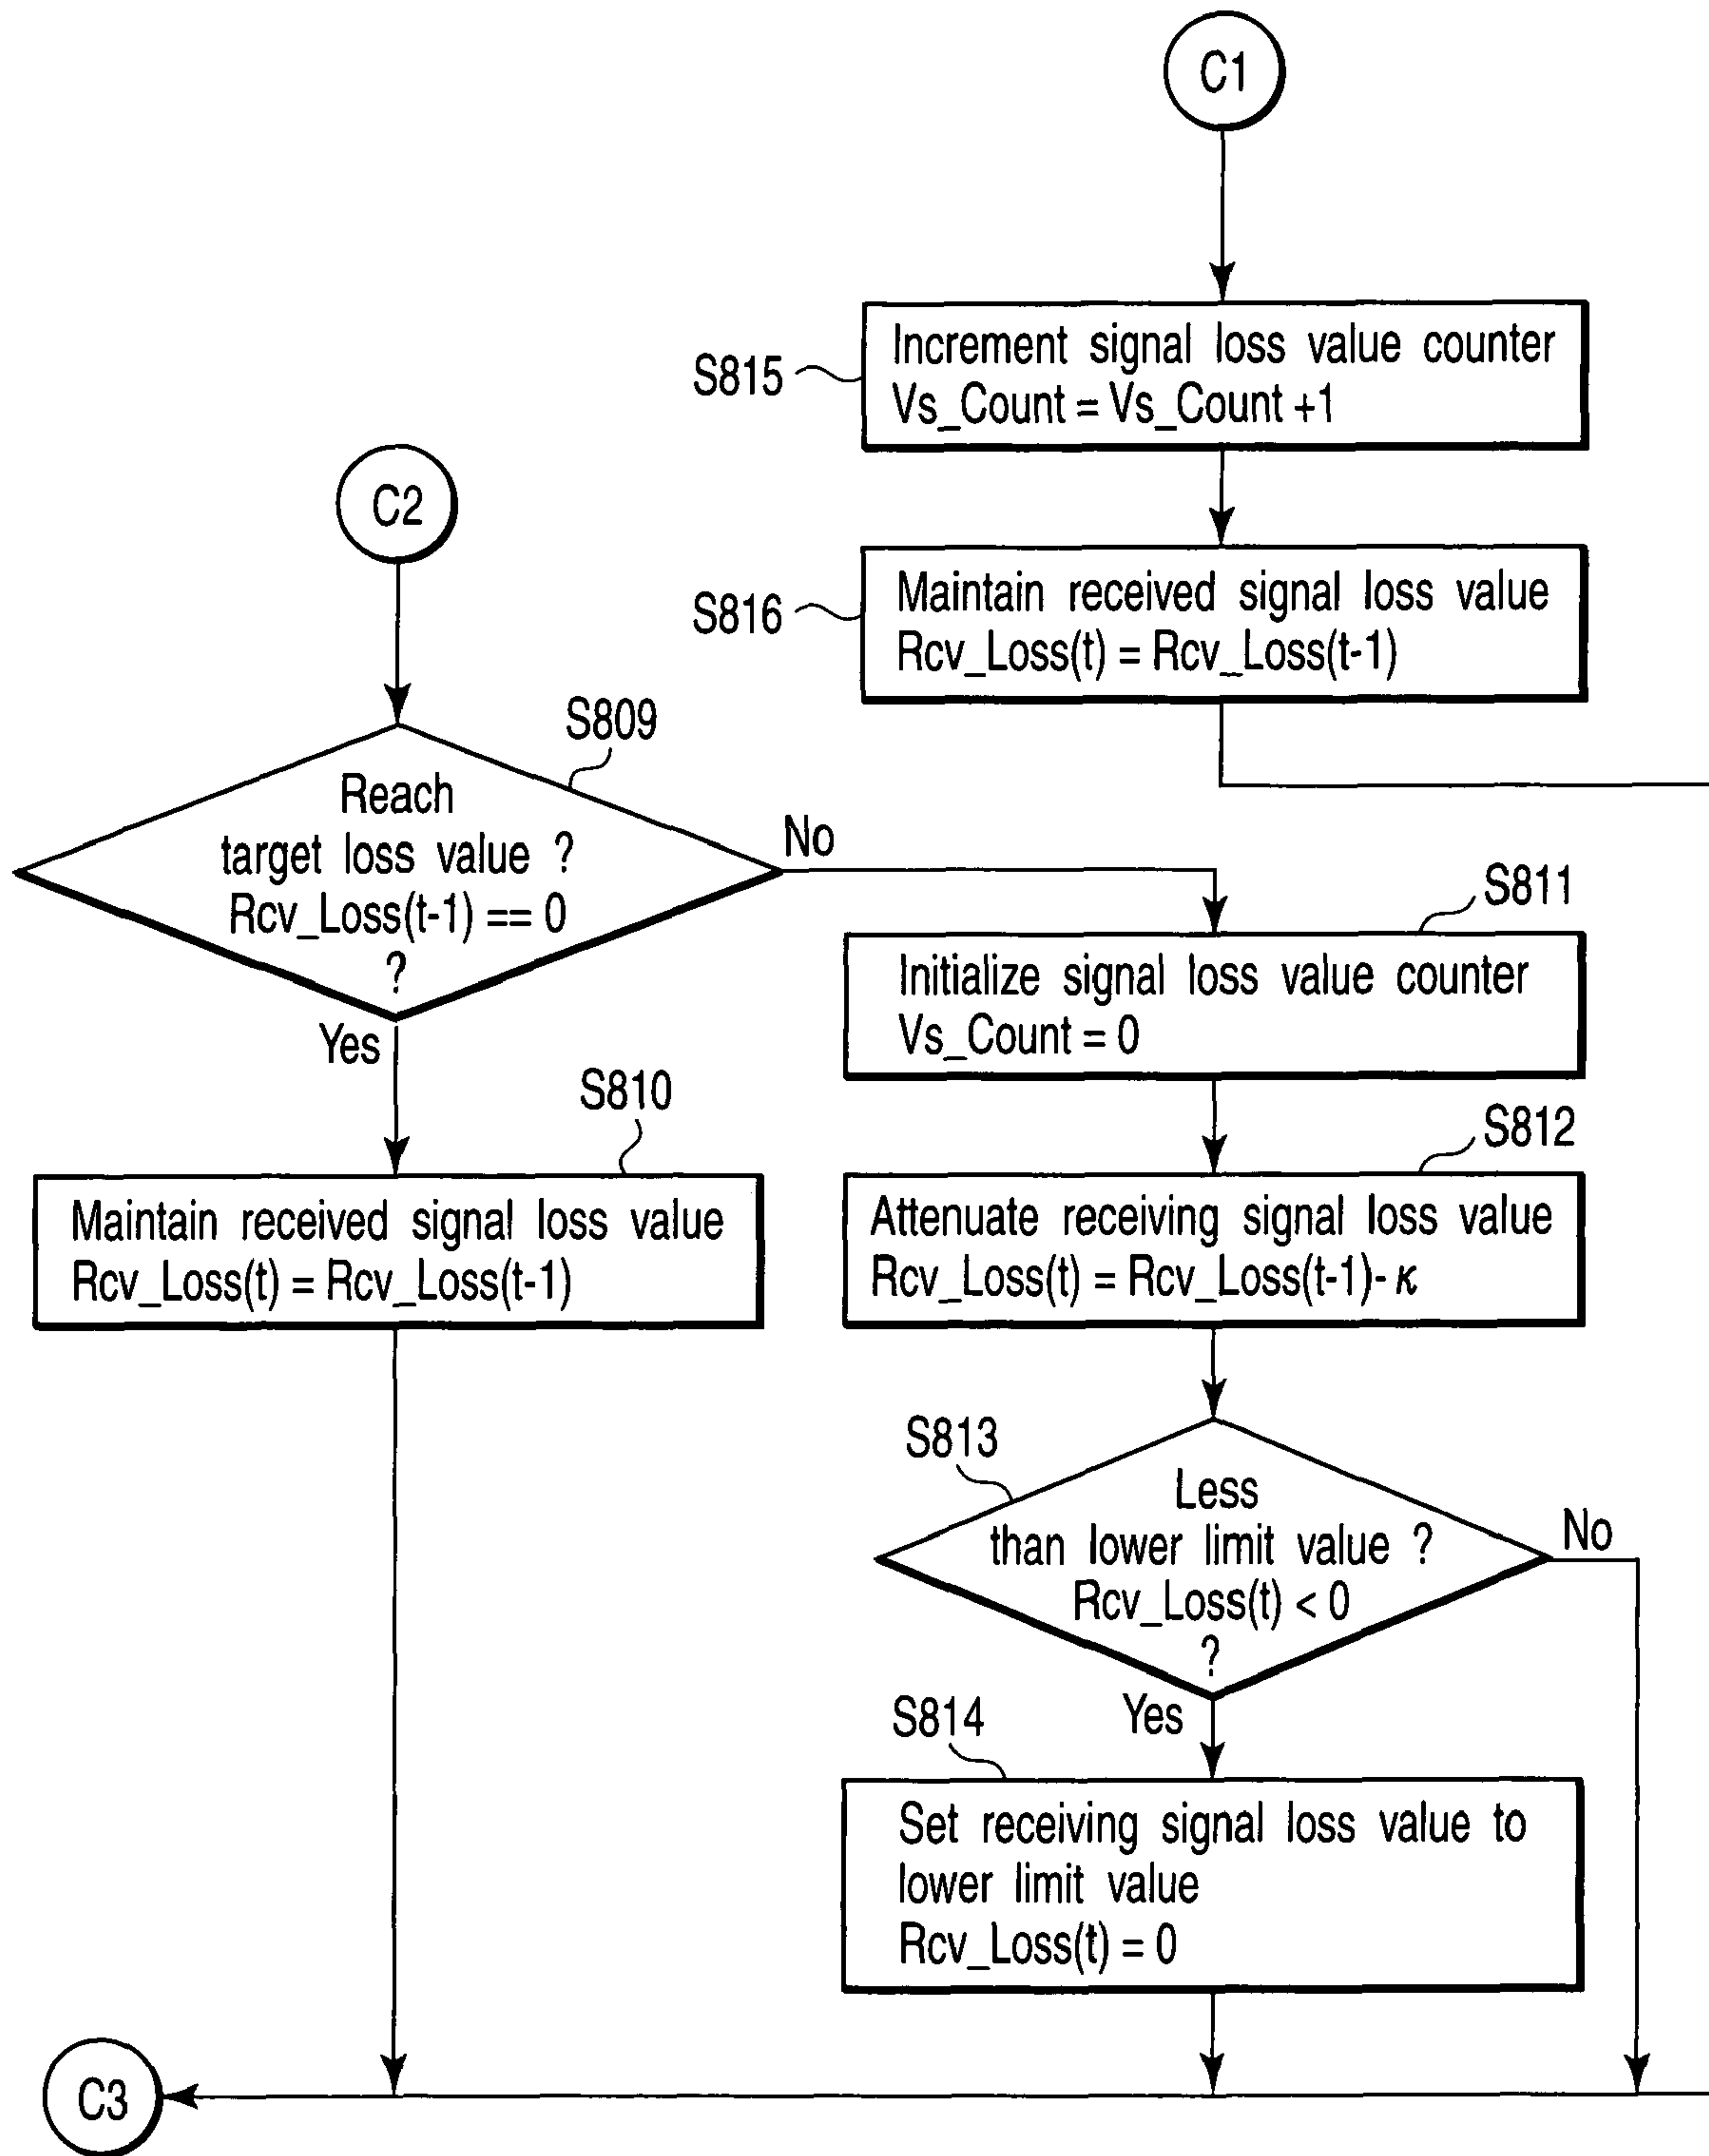 C1
S815
Increment signal loss value counter
Vs_Count = Vs_Count +1
C2
S816
Maintain received signal loss value
Rcv_Loss(t) = Rcv_Loss(t-1)
S809
Reach
target loss value ?
Rcv_Loss(t-1) == 0
?
No
Yes
S811
Initialize signal loss value counter
Vs_Count = 0
S810
Maintain received signal loss value
Rcv_Loss(t) = Rcv_Loss(t-1)
S812
Attenuate receiving signal loss value
Rcv_Loss(t) = Rcv_Loss(t-1)- κ
S813
Less
than lower limit value ?
Rcv_Loss(t) < 0
?
No
Yes
S814
Set receiving signal loss value to
lower limit value
Rcv_Loss(t) = 0
C3